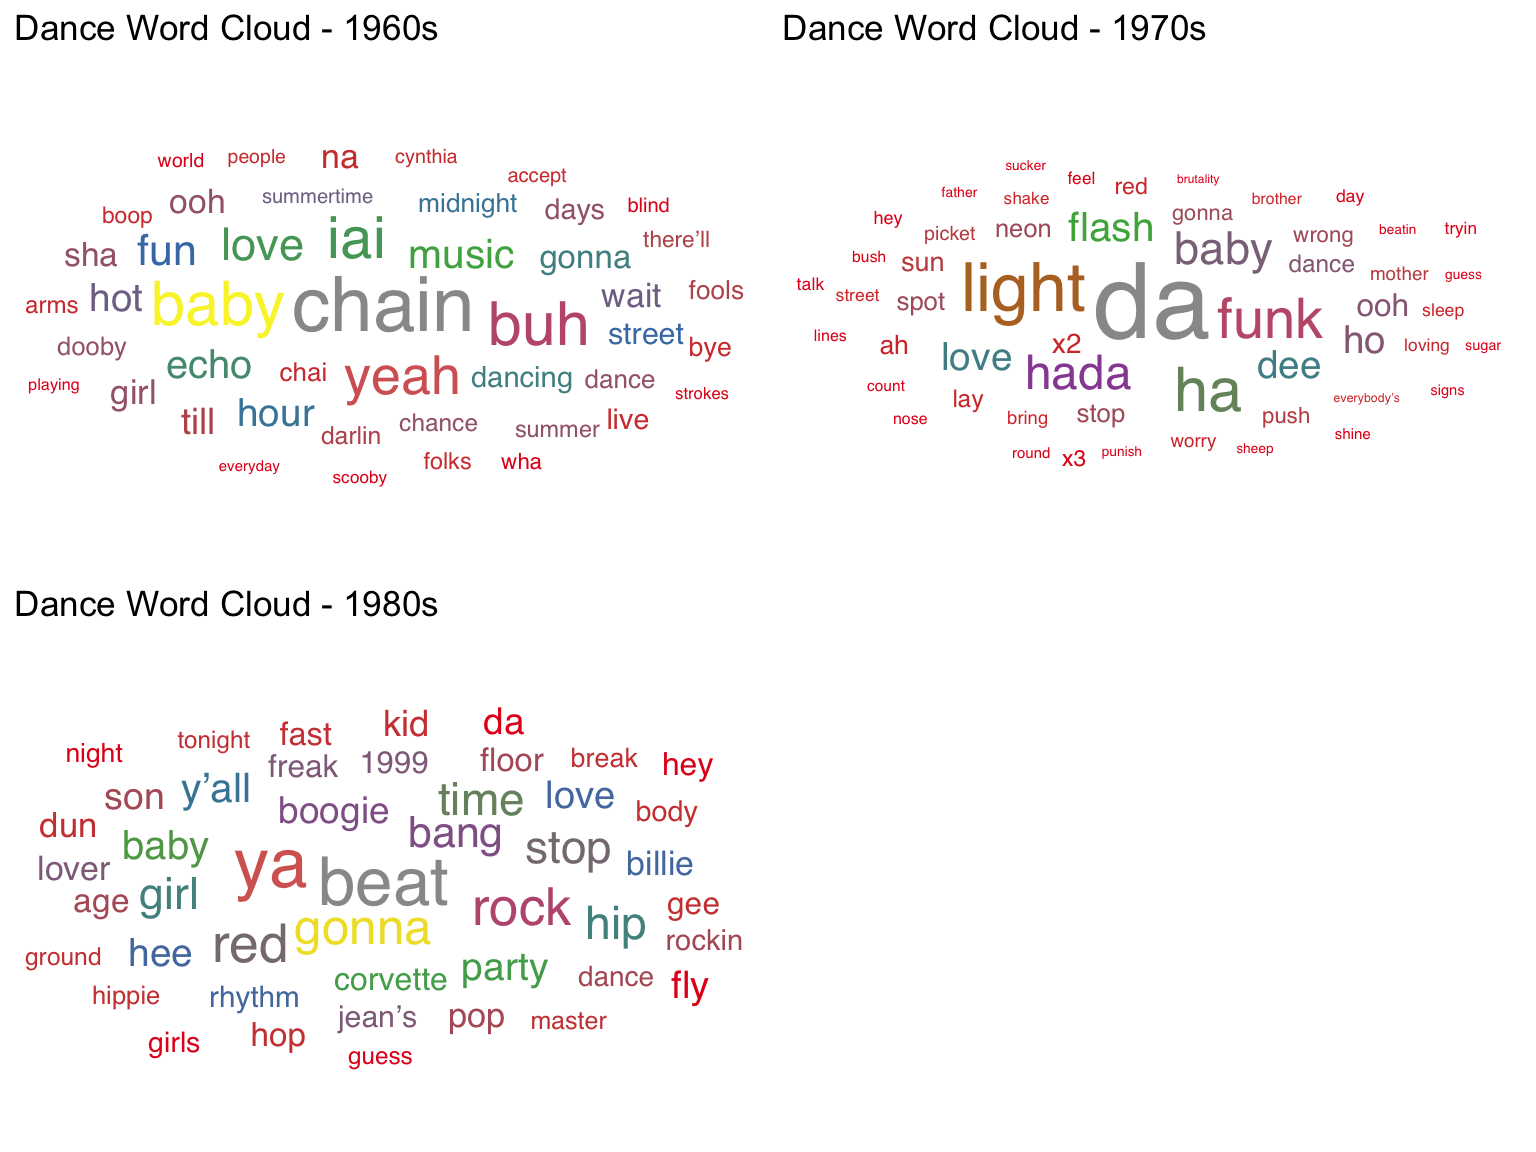 Dance Word Cloud - 1960s
world people na cynthia
accept
ooh summertime midnight days blind
boop
sha fun love iai music gonna there'll
arms hot baby chain buh wait fools
dooby street bye
echo chai yeah dancing dance
playing girl strokes
till hour darlin chance summer live
everyday folks wha
scooby
Dance Word Cloud - 1970s
sucker feel red brutality
father shake brother day
hey picket neon flash gonna wrong beatin tryin
bush sun baby dance mother guess
talk street spot light da funk ooh sleep
lines ah x2 ho loving sugar
love hada ha dee
count lay everybody's signs
nose bring stop push shine
round x3 punish worry sheep
Dance Word Cloud - 1980s
kid da
night tonight fast floor break hey
freak 1999
son y'all boogie time love body
dun baby bang stop
lover ya beat billie
age girl rock hip gee
red gonna rockin
ground hee corvette party dance fly
hippie rhythm jean's pop master
girls hop guess